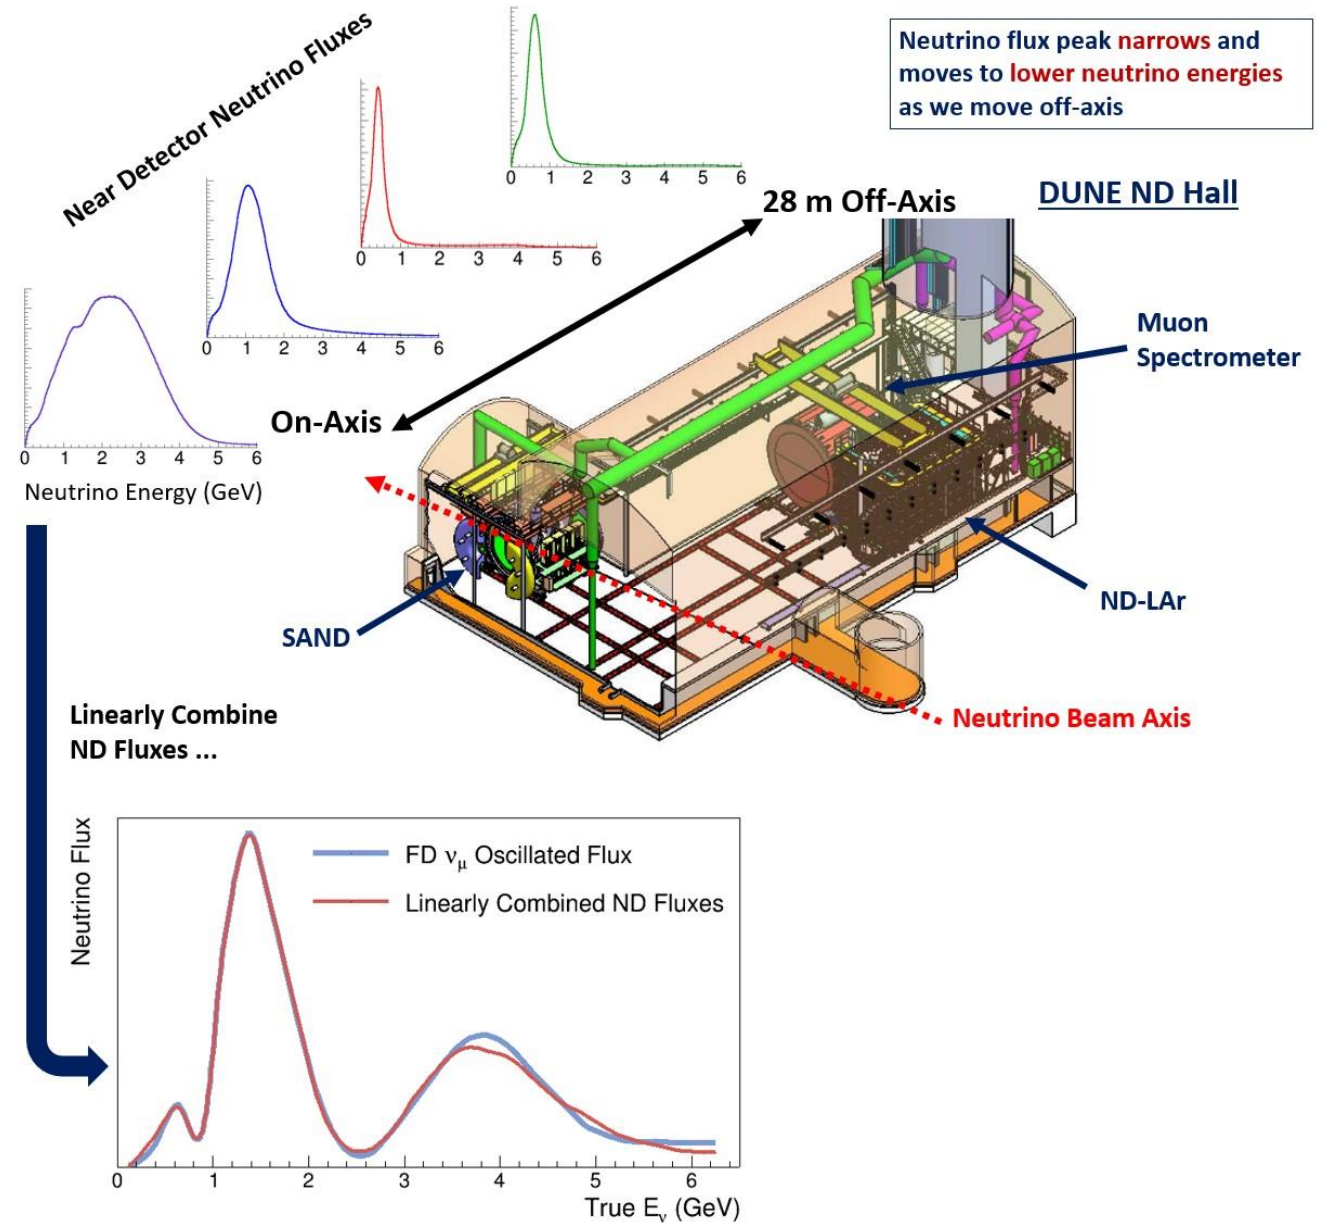 Near Detector Neutrino Fluxes
0 1 2 3 4 5 6
0 1 2 3 4 5 6
0 1 2 3 4 5 6
0 1 2 3 4 5 6
Neutrino Energy (GeV)
Neutrino flux peak narrows and
moves to lower neutrino energies
as we move off-axis
28 m Off-Axis
DUNE ND Hall
On-Axis
Muon
Spectrometer
ND-LAr
SAND
Neutrino Beam Axis
Linearly Combine
ND Fluxes ...
Neutrino Flux
FD νμ Oscillated Flux
Linearly Combined ND Fluxes
0 1 2 3 4 5 6
True Eν (GeV)